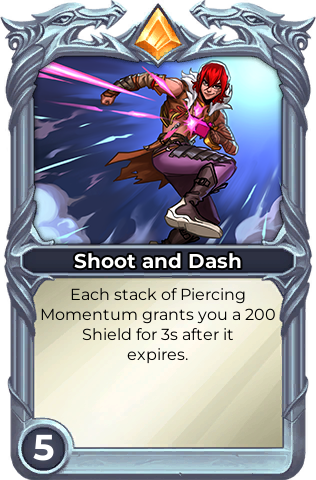 Shoot and Dash
Each stack of Piercing
Momentum grants you a 200
Shield for 3s after it
expires.
5